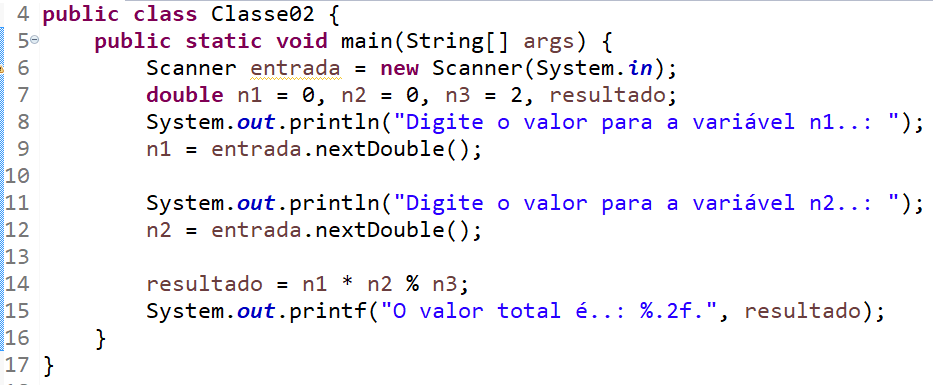 4 public class Classe02 {
5 public static void main(String[] args) {
6 Scanner entrada = new Scanner(System.in);
7 double n1 = 0, n2 = 0, n3 = 2, resultado;
8 System.out.println("Digite o valor para a variável n1..: ");
9 n1 = entrada.nextDouble();
10
11 System.out.println("Digite o valor para a variável n2..: ");
12 n2 = entrada.nextDouble();
13
14 resultado = n1 * n2 % n3;
15 System.out.printf("O valor total é..: %.2f.", resultado);
16 }
17 }